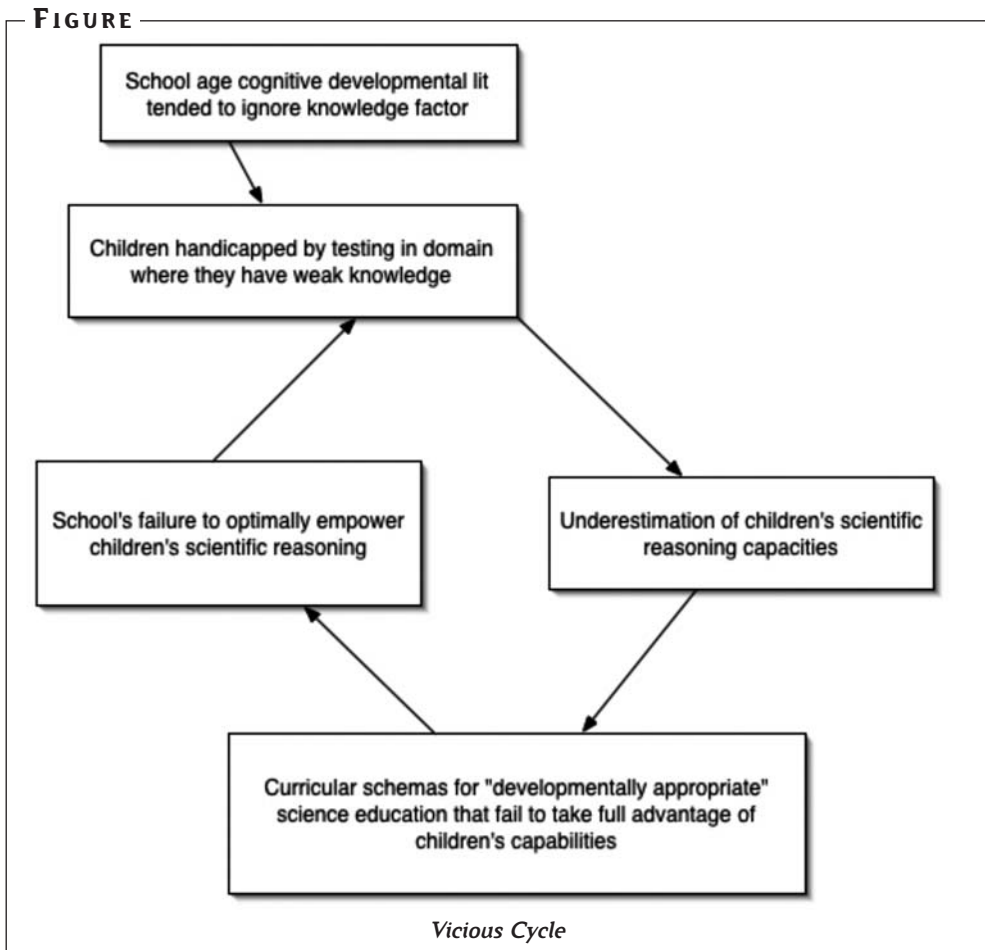 FIGURE
School age cognitive developmental lit
tended to ignore knowledge factor
Children handicapped by testing in domain
where they have weak knowledge
School's failure to optimally empower
children's scientific reasoning
Underestimation of children's scientific
reasoning capacities
Curricular schemas for "developmentally appropriate"
science education that fail to take full advantage of
children's capabilities
Vicious Cycle